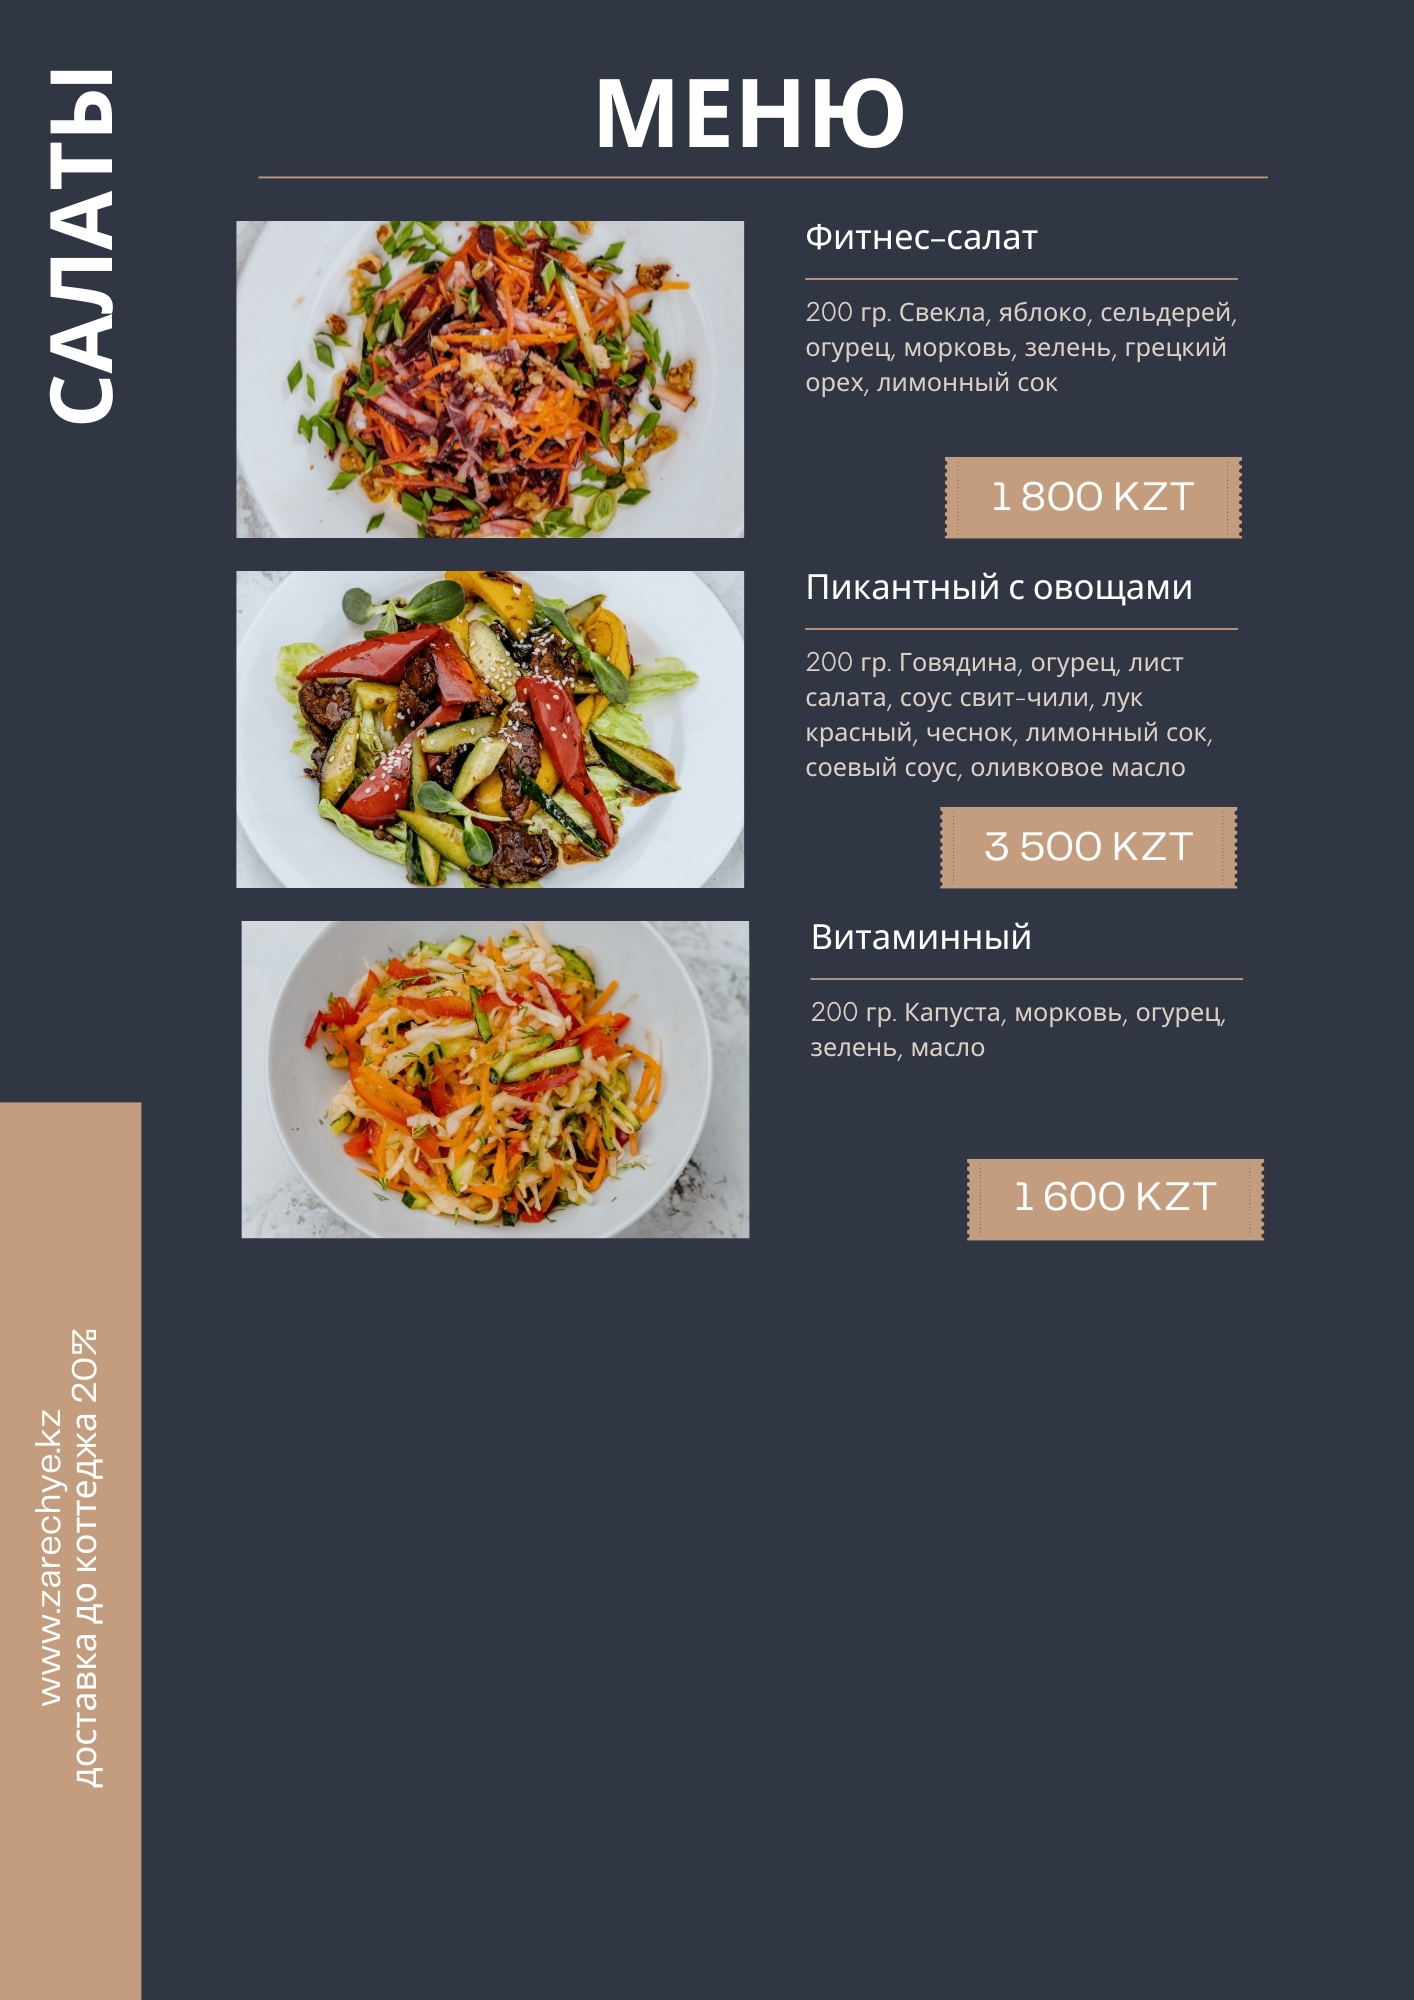 САЛАТЫ
МЕНЮ
Фитнес-салат
200 гр. Свекла, яблоко, сельдерей,
огурец, морковь, зелень, грецкий
орех, лимонный сок
1 800 KZT
Пикантный с овощами
200 гр. Говядина, огурец, лист
салата, соус свит-чили, лук
красный, чеснок, лимонный сок,
соевый соус, оливковое масло
3 500 KZT
Витаминный
200 гр. Капуста, морковь, огурец,
зелень, масло
1 600 KZT
www.zarechye.kz
доставка до коттеджа 20%